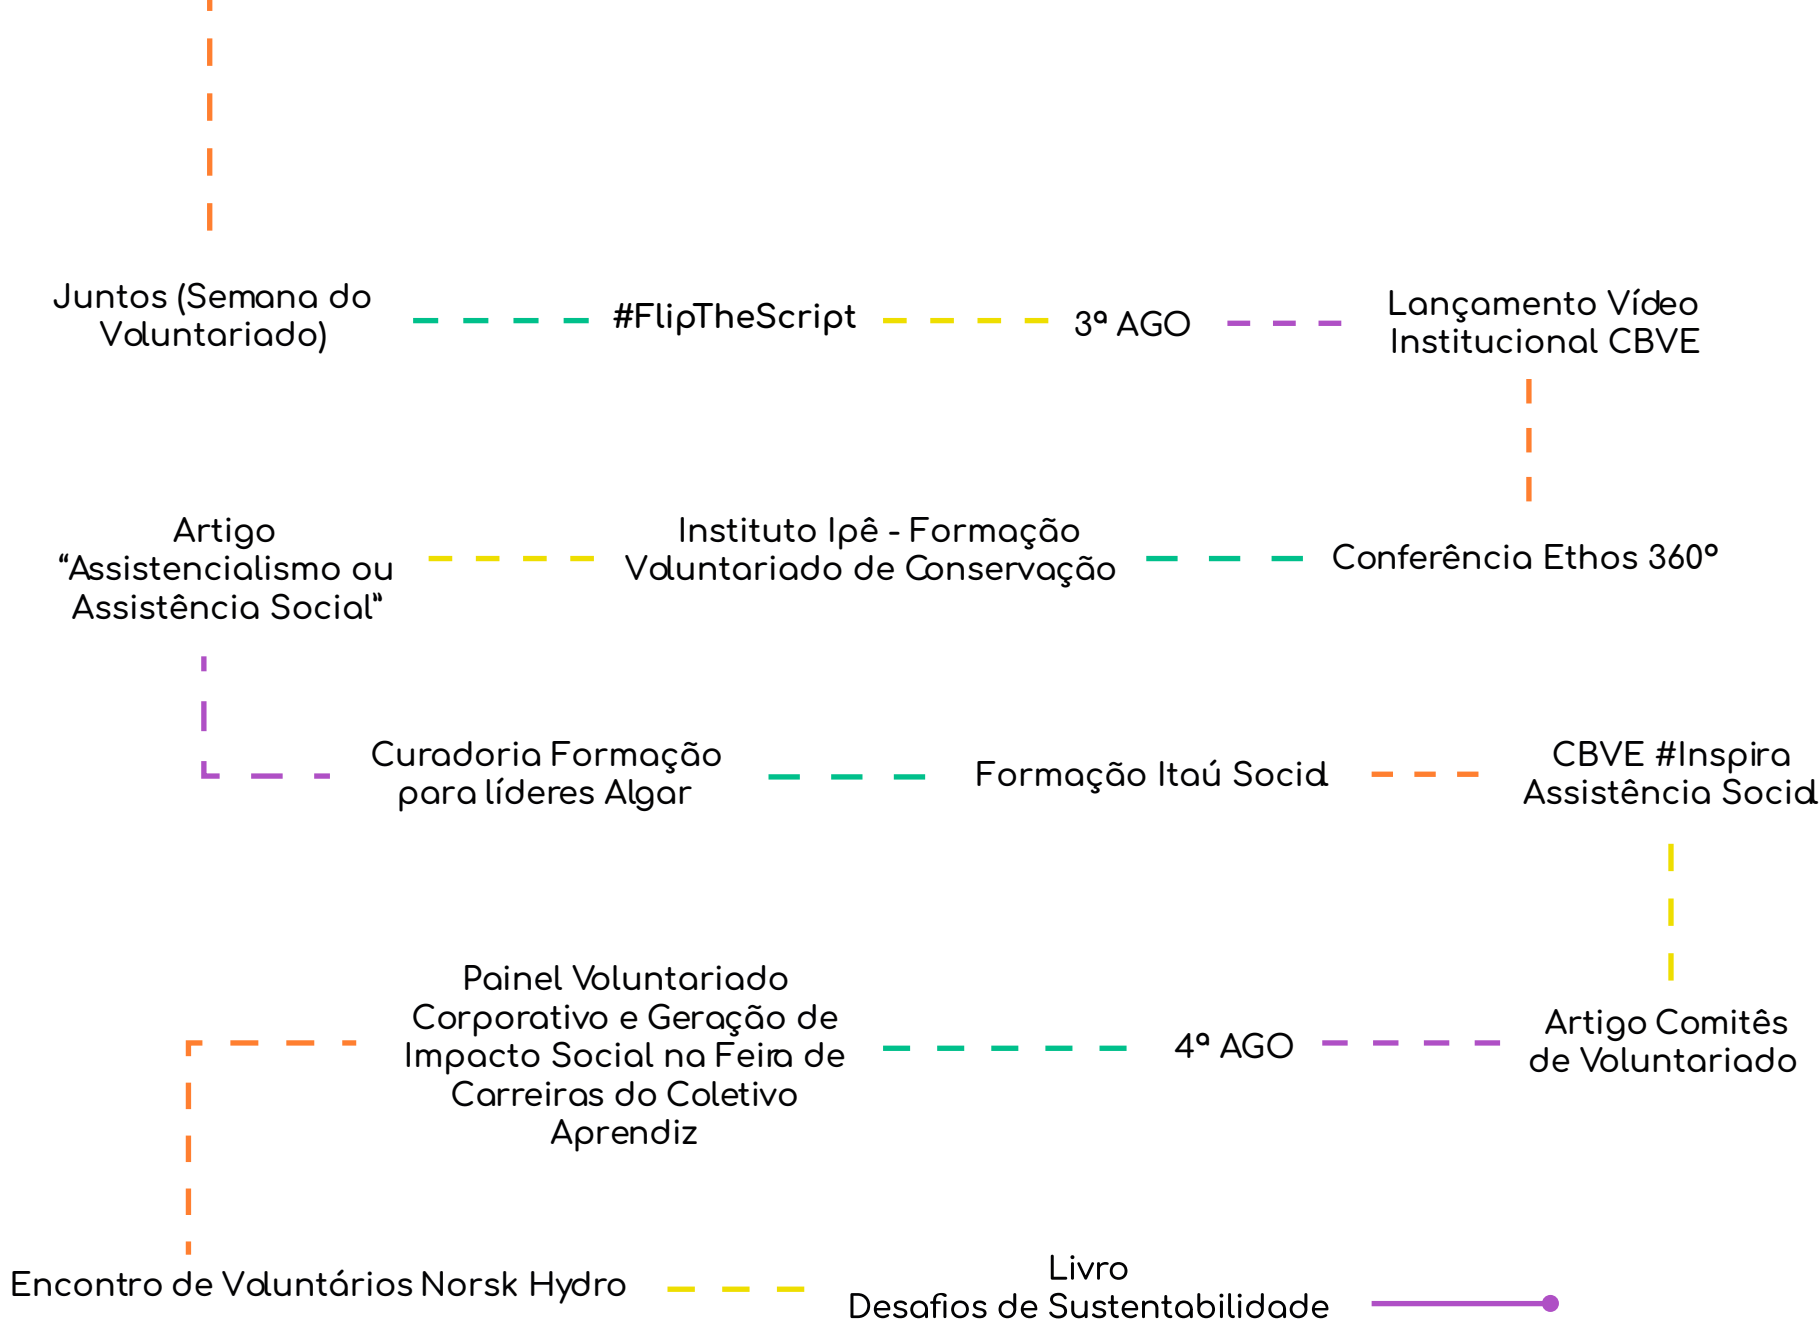 Juntos (Semana do
Voluntariado)
#FlipTheScript
3ª AGO
Lançamento Vídeo
Institucional CBVE
Artigo
“Assistencialismo ou
Assistência Social”
Instituto Ipê - Formação
Voluntariado de Conservação
Conferência Ethos 360°
Curadoria Formação
para líderes Algar
Formação Itaú Social
CBVE #Inspira
Assistência Social
Painel Voluntariado
Corporativo e Geração de
Impacto Social na Feira de
Carreiras do Coletivo
Aprendiz
4ª AGO
Artigo Comitês
de Voluntariado
Encontro de Voluntários Norsk Hydro
Livro
Desafios de Sustentabilidade